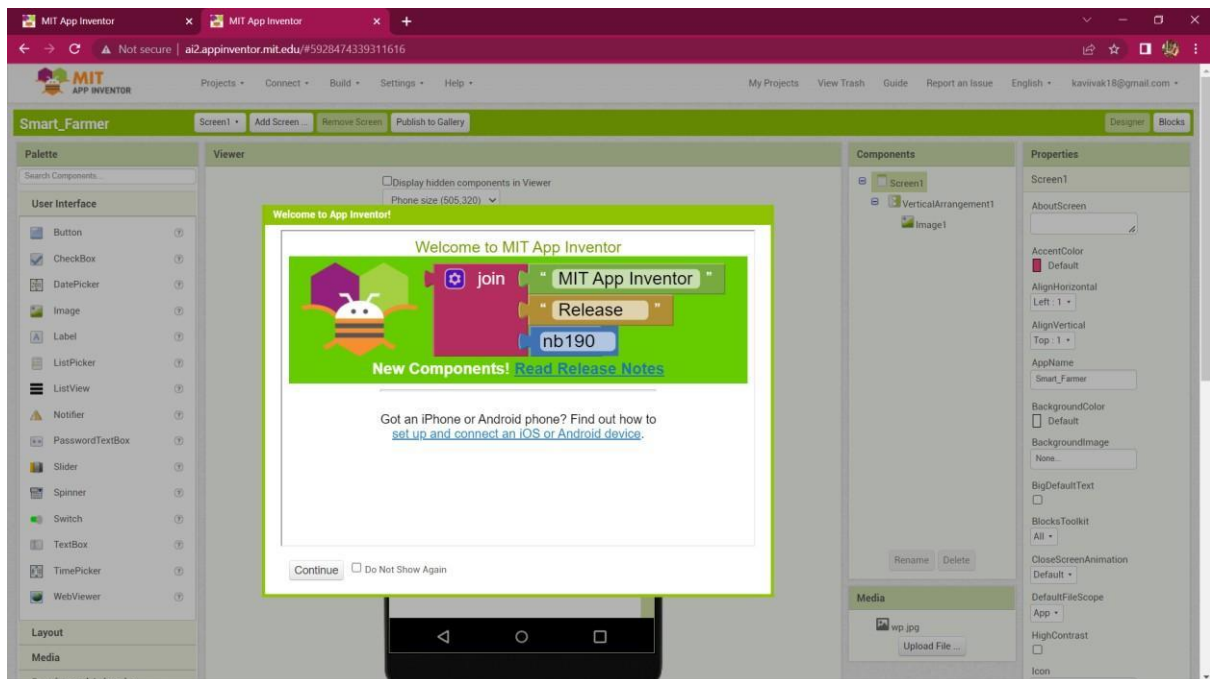 MIT App Inventor
MIT App Inventor
Not secure | ai2.appinventor.mit.edu/#5928474339311616
MIT
APP INVENTOR
Projects
Connect
Build
Settings
Help
My Projects
View Trash
Guide
Report an Issue
English
kaviivak18@gmail.com
Smart_Farmer
Screen1
Add Screen ...
Remove Screen
Publish to Gallery
Designer
Blocks
Palette
Search Components...
User Interface
Button
CheckBox
DatePicker
Image
Label
ListPicker
ListView
Notifier
PasswordTextBox
Slider
Spinner
Switch
TextBox
TimePicker
WebViewer
Layout
Media
Viewer
Display hidden components in Viewer
Phone size (505,320)
Welcome to App Inventor!
Welcome to MIT App Inventor
join " MIT App Inventor "
" Release "
nb190
New Components! Read Release Notes
Got an iPhone or Android phone? Find out how to
set up and connect an iOS or Android device.
Continue
Do Not Show Again
Components
Screen1
VerticalArrangement1
Image1
Rename
Delete
Media
wp.jpg
Upload File ...
Properties
Screen1
AboutScreen
AccentColor
Default
AlignHorizontal
Left : 1
AlignVertical
Top : 1
AppName
Smart_Farmer
BackgroundColor
Default
BackgroundImage
None...
BigDefaultText
BlocksToolkit
All
CloseScreenAnimation
Default
DefaultFileScope
App
HighContrast
Icon